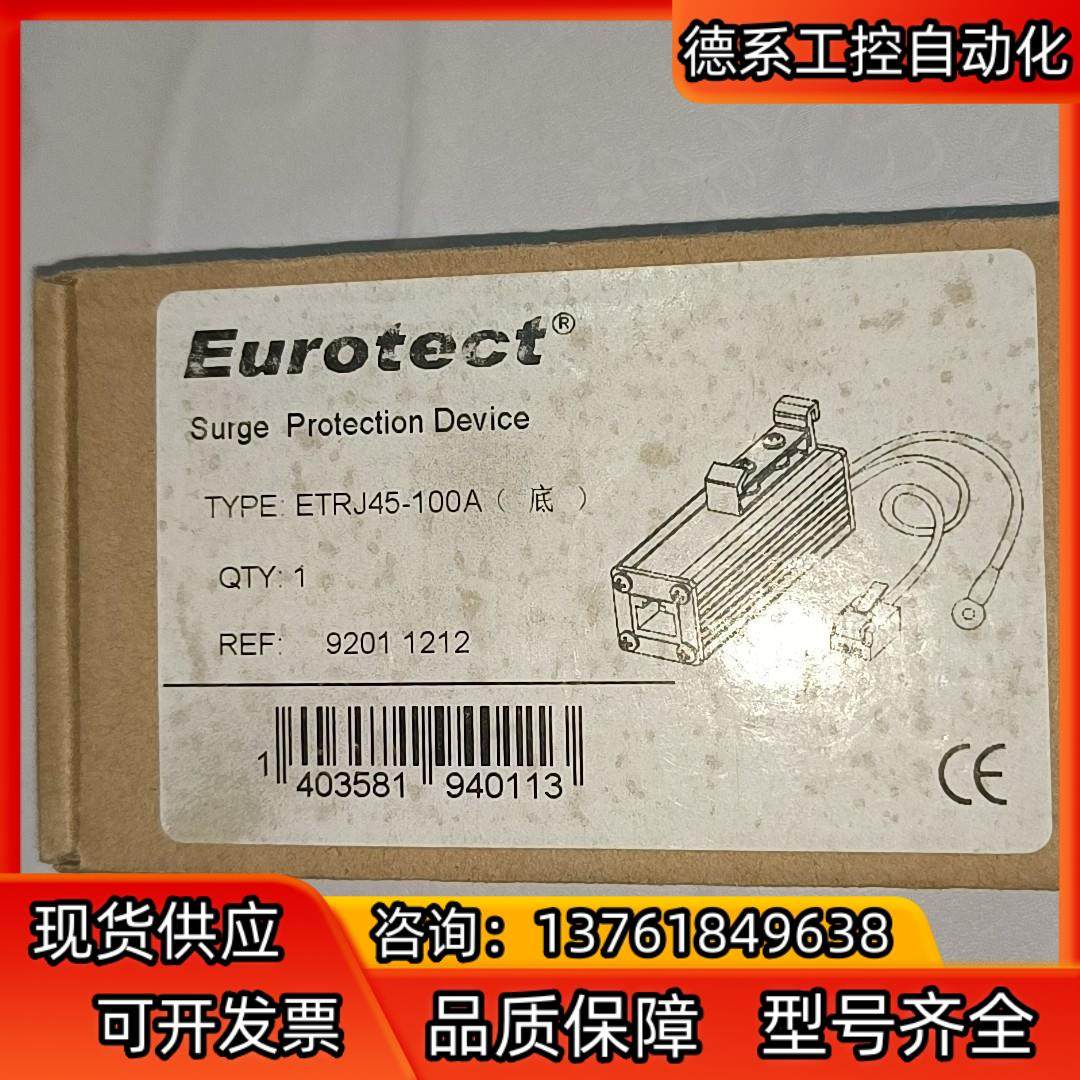 德系工控自动化
Eurotect®
Surge Protection Device
TYPE: ETRJ45-100A（ 底 ）
QTY: 1
REF: 9201 1212
1 403581 940113
CE
现货供应
咨询：13761849638
可开发票
品质保障
型号齐全